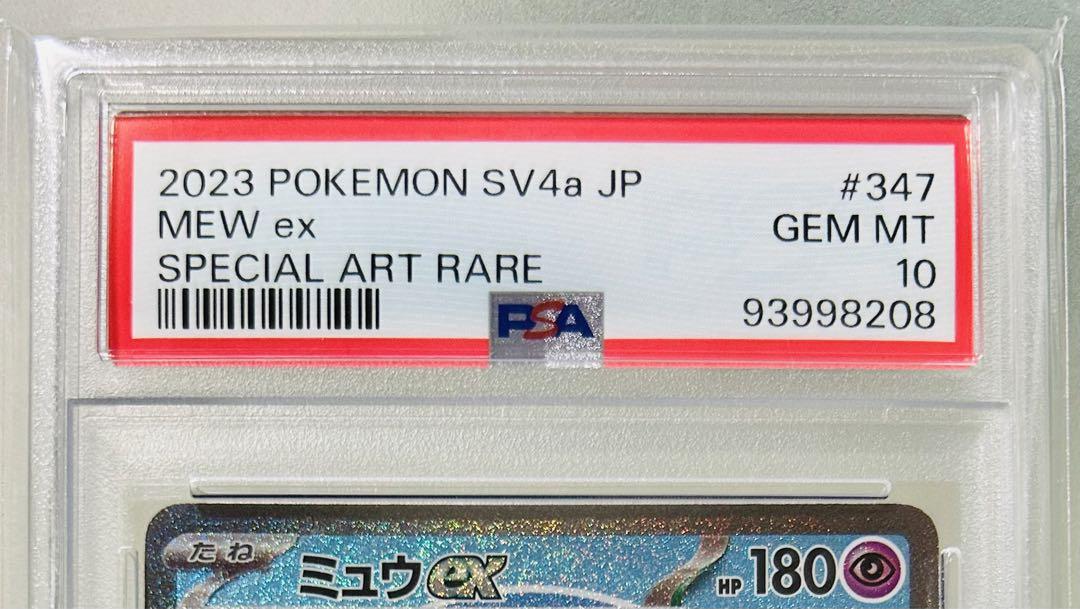 2023 POKEMON SV4a JP #347
MEW ex GEM MT
SPECIAL ART RARE 10
PSA 93998208
たね ミュウex HP 180